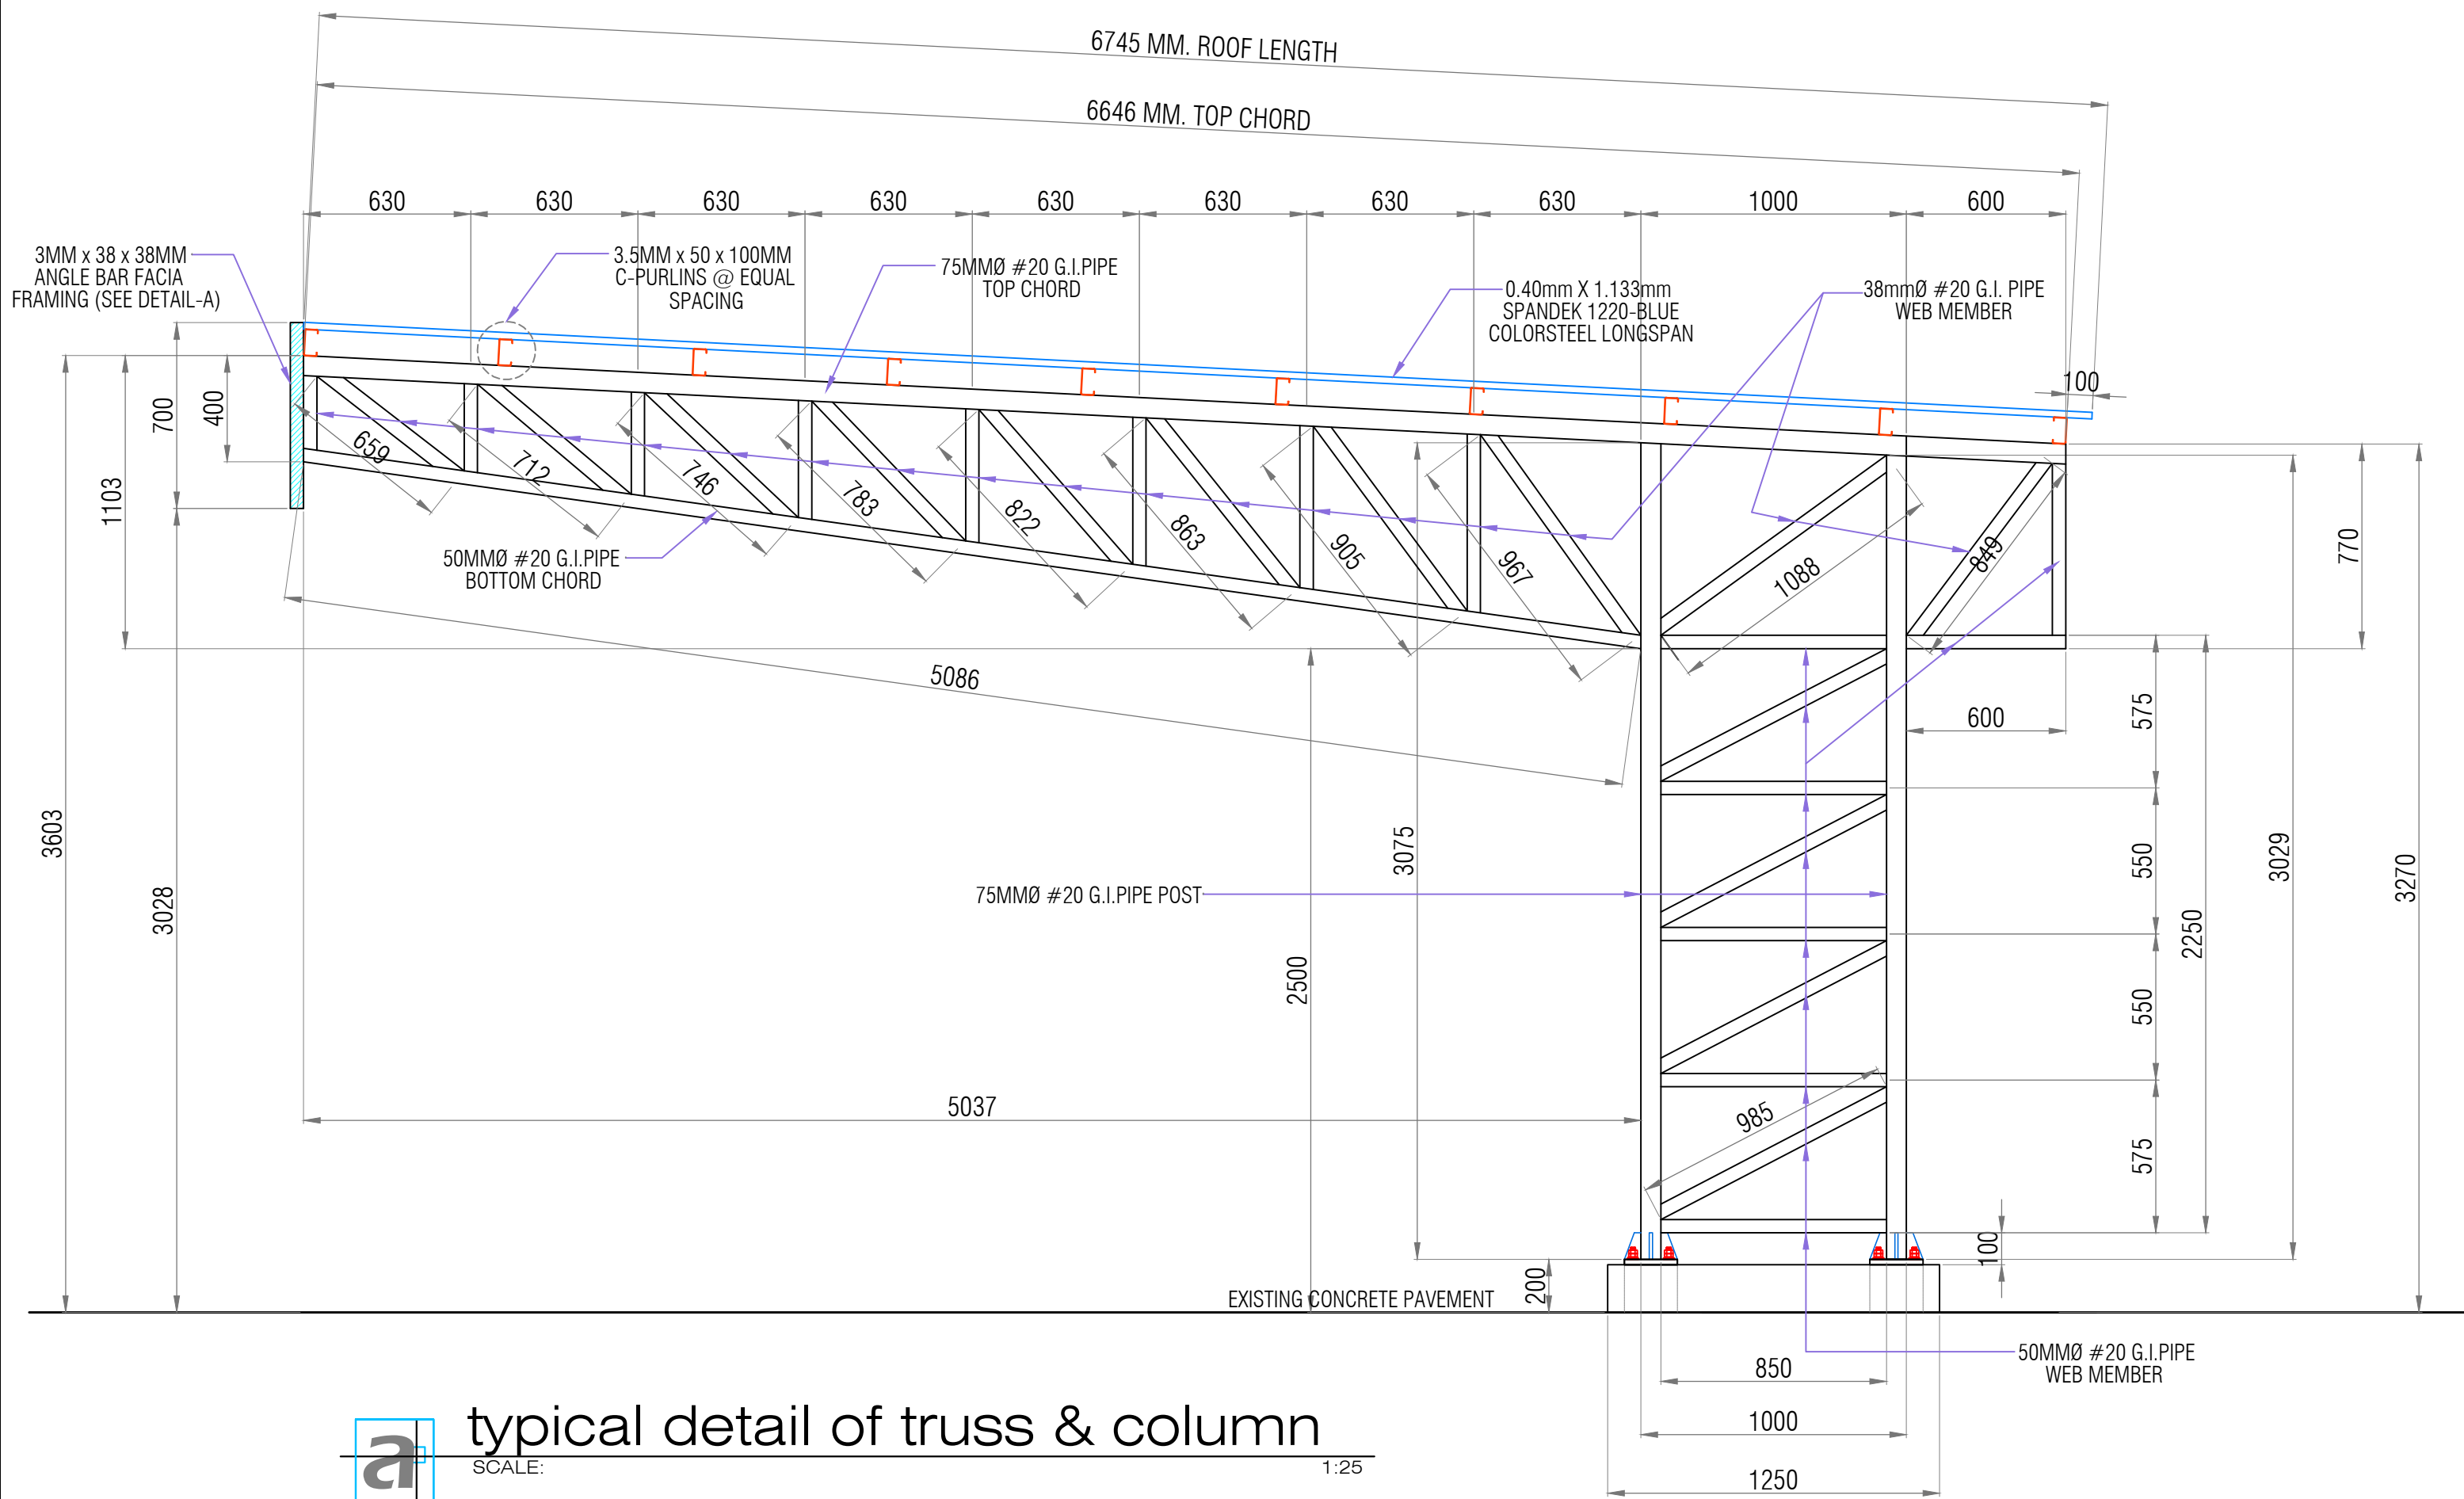 6745 MM. ROOF LENGTH
6646 MM. TOP CHORD
630 630 630 630 630 630 630 630 1000 600
3MM x 38 x 38MM
ANGLE BAR FACIA
FRAMING (SEE DETAIL-A)
3.5MM x 50 x 100MM
C-PURLINS @ EQUAL
SPACING
75MMØ #20 G.I.PIPE
TOP CHORD
0.40mm X 1.133mm
SPANDEK 1220-BLUE
COLORSTEEL LONGSPAN
38mmØ #20 G.I. PIPE
WEB MEMBER
100
700
400
1103
659
712
746
783
822
863
905
967
1088
849
770
50MMØ #20 G.I.PIPE
BOTTOM CHORD
5086
600
575
550
550
575
2250
3029
3270
3603
3028
3075
2500
75MMØ #20 G.I.PIPE POST
5037
985
100
200
EXISTING CONCRETE PAVEMENT
50MMØ #20 G.I.PIPE
WEB MEMBER
850
1000
1250
a
typical detail of truss & column
SCALE: 1:25